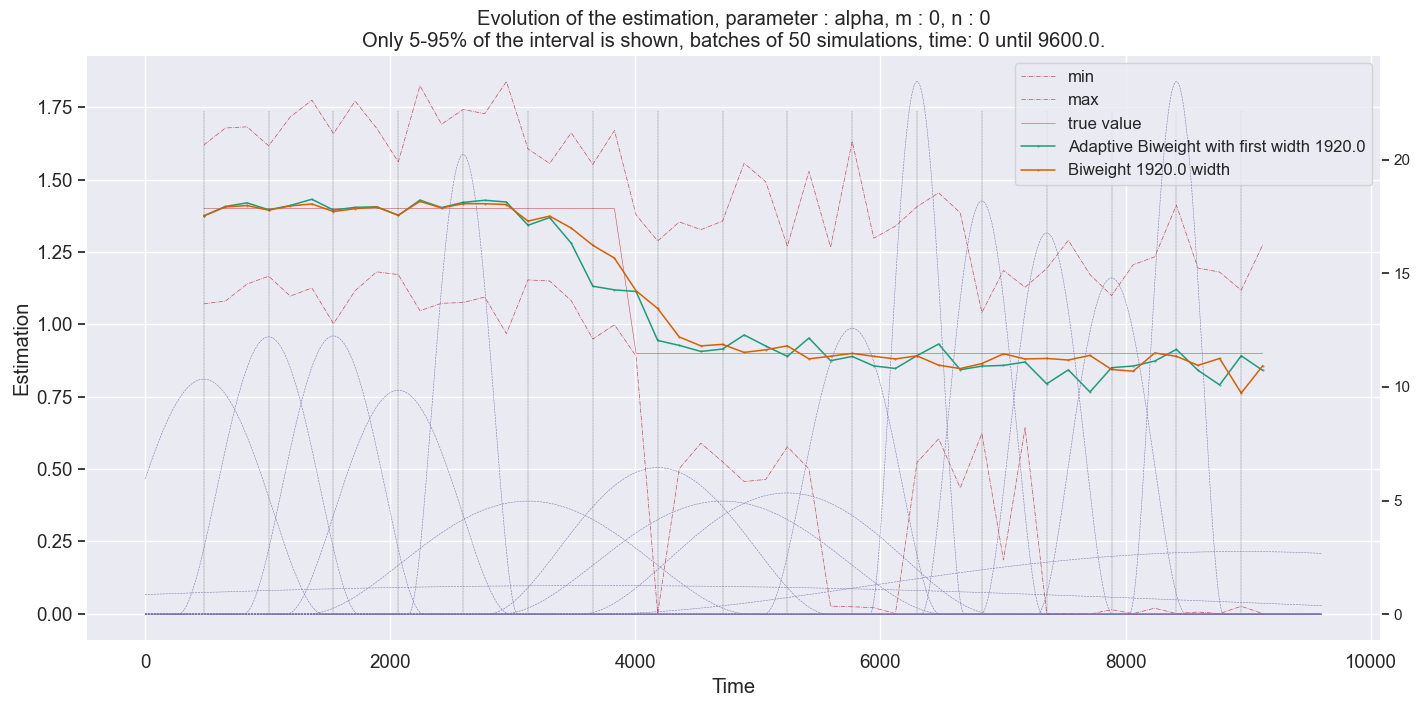 Evolution of the estimation, parameter : alpha, m : 0, n : 0
Only 5-95% of the interval is shown, batches of 50 simulations, time: 0 until 9600.0.
min
max
true value
Adaptive Biweight with first width 1920.0
Biweight 1920.0 width
Estimation
1.75
1.50
1.25
1.00
0.75
0.50
0.25
0.00
20
15
10
5
0
0
2000
4000
6000
8000
10000
Time